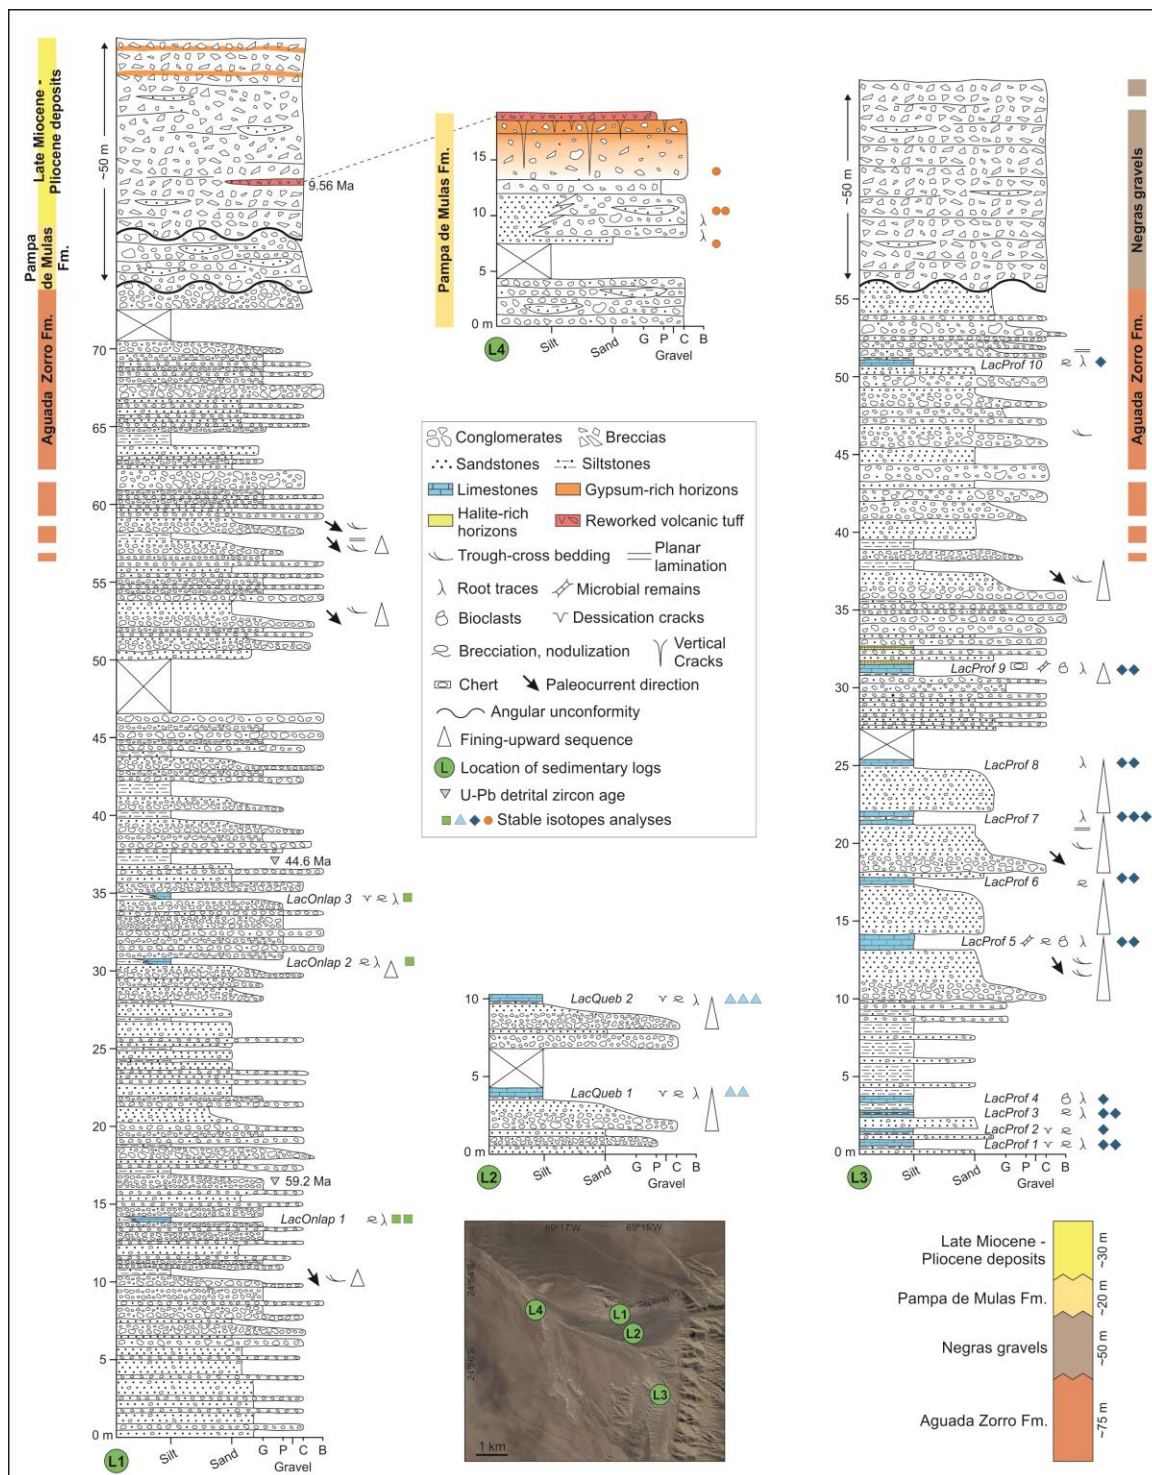 Late Miocene -
Pliocene deposits
Pampa
de Mulas
Fm.
Aguada Zorro Fm.
~50 m
9.56 Ma
70
65
60
55
50
45
40
44.6 Ma
35
LacOnlap 3
LacOnlap 2
30
25
20
59.2 Ma
15
LacOnlap 1
10
5
0 m
Silt
Sand
G P C B
Gravel
L1
Pampa de Mulas Fm.
15
10
5
0 m
L4
Silt
Sand
G P C B
Gravel
Conglomerates
Breccias
Sandstones
Siltstones
Limestones
Gypsum-rich horizons
Halite-rich
horizons
Reworked volcanic tuff
Trough-cross bedding
Planar
lamination
Root traces
Microbial remains
Bioclasts
Dessication cracks
Brecciation, nodulization
Vertical
Cracks
Chert
Paleocurrent direction
Angular unconformity
Fining-upward sequence
L Location of sedimentary logs
U-Pb detrital zircon age
Stable isotopes analyses
10
LacQueb 2
5
LacQueb 1
0 m
L2
Silt
Sand
G P C B
Gravel
~50 m
Negras gravels
Aguada Zorro Fm.
55
LacProf 10
50
45
40
35
LacProf 9
30
25
LacProf 8
LacProf 7
20
LacProf 6
15
LacProf 5
10
5
LacProf 4
LacProf 3
LacProf 2
LacProf 1
0 m
L3
Silt
Sand
G P C B
Gravel
69°17'W
69°15'W
24°54'S
24°56'S
L4
L1
L2
L3
1 km
Late Miocene -
Pliocene deposits
~30 m
Pampa de Mulas Fm.
~20 m
Negras gravels
~50 m
Aguada Zorro Fm.
~75 m